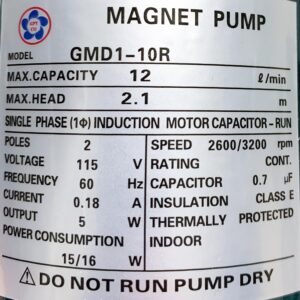 MAGNET PUMP
MODEL GMD1-10R
MAX.CAPACITY 12 ℓ/min
MAX.HEAD 2.1 m
SINGLE PHASE (1Φ) INDUCTION MOTOR CAPACITOR-RUN
POLES 2
VOLTAGE 115 V
FREQUENCY 60 Hz
CURRENT 0.18 A
OUTPUT 5 W
POWER CONSUMPTION
15/16 W
SPEED 2600/3200 rpm
RATING CONT.
CAPACITOR 0.7 μF
INSULATION CLASS E
THERMALLY PROTECTED
INDOOR
⚠ DO NOT RUN PUMP DRY